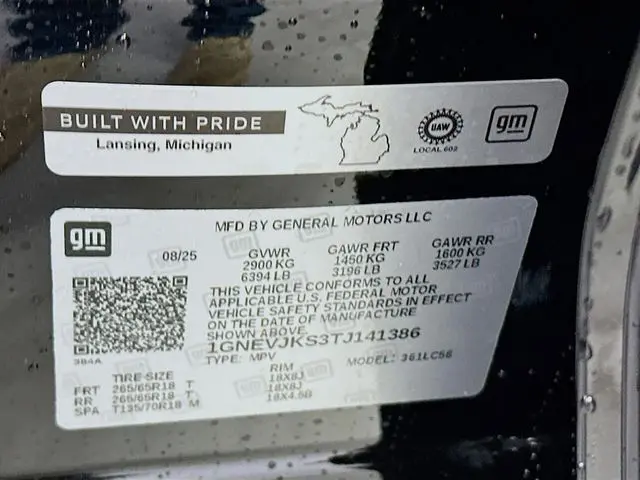 BUILT WITH PRIDE
Lansing, Michigan
UAW
LOCAL 602
gm
gm
MFD BY GENERAL MOTORS LLC
08/25 GVWR GAWR FRT GAWR RR
2900 KG 1450 KG 1600 KG
6394 LB 3196 LB 3527 LB
THIS VEHICLE CONFORMS TO ALL
APPLICABLE U.S. FEDERAL MOTOR
VEHICLE SAFETY STANDARDS IN EFFECT
ON THE DATE OF MANUFACTURE
SHOWN ABOVE.
1GNEVJKS3TJ141386
384A TYPE: MPV MODEL: 361LC56
TIRE-SIZE RIM
FRT 265/65R18 T 18X8J
RR 265/65R18 T 18X8J
SPA T135/70R18 M 18X4.5B